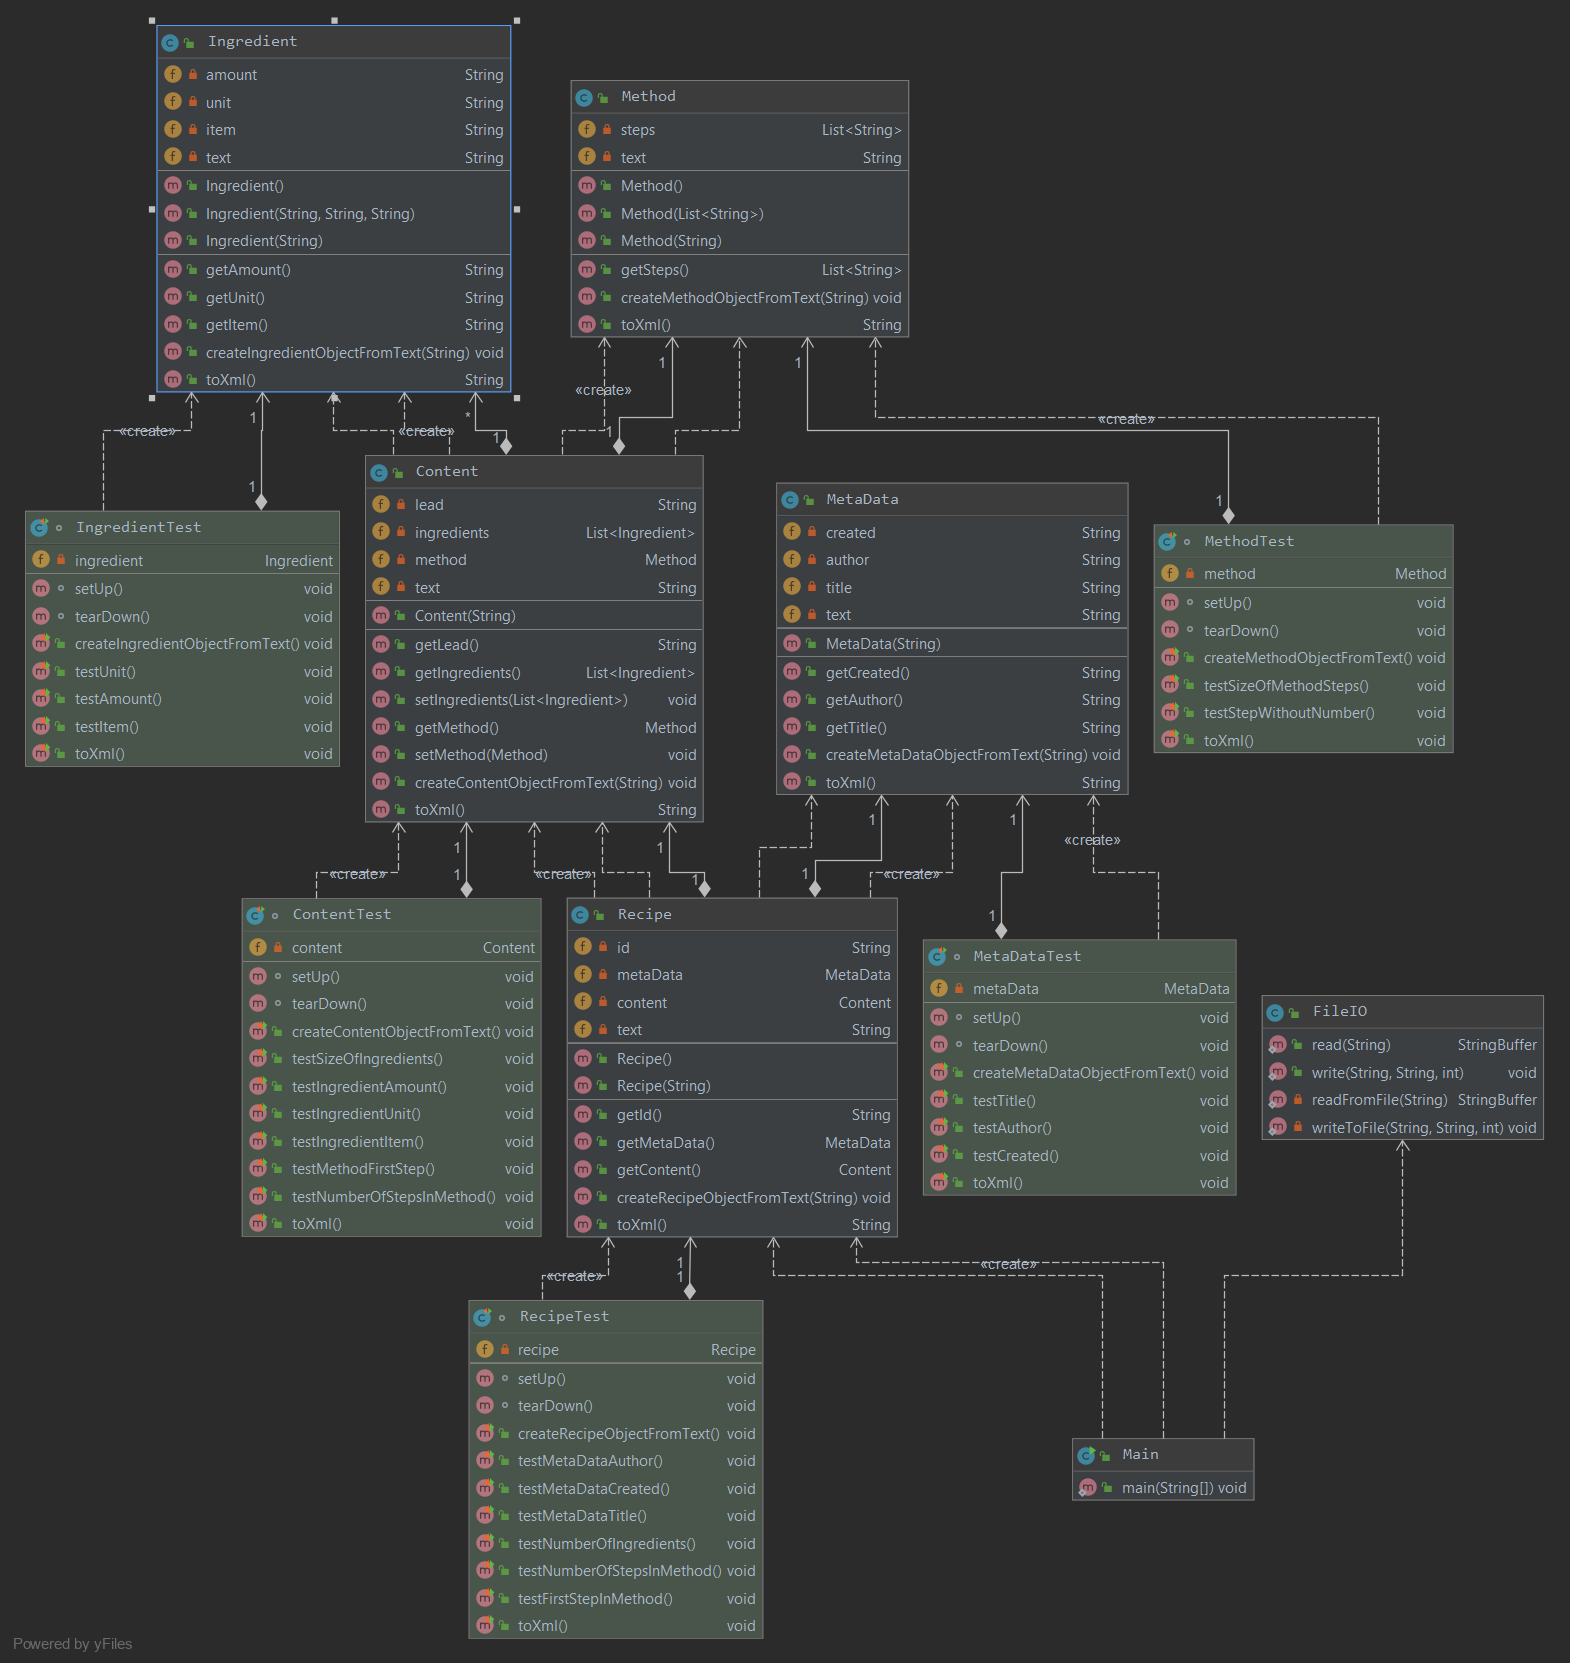 Ingredient
amount String
unit String
item String
text String
Ingredient()
Ingredient(String, String, String)
Ingredient(String)
getAmount() String
getUnit() String
getItem() String
createIngredientObjectFromText(String) void
toXml() String
Method
steps List<String>
text String
Method()
Method(List<String>)
Method(String)
getSteps() List<String>
createMethodObjectFromText(String) void
toXml() String
«create»
1
1
«create»
1
«create»
*
1
«create»
1
1
1
1
IngredientTest
ingredient Ingredient
setUp() void
tearDown() void
createIngredientObjectFromText() void
testUnit() void
testAmount() void
testItem() void
toXml() void
Content
lead String
ingredients List<Ingredient>
method Method
text String
Content(String)
getLead() String
getIngredients() List<Ingredient>
setIngredients(List<Ingredient>) void
getMethod() Method
setMethod(Method) void
createContentObjectFromText(String) void
toXml() String
MetaData
created String
author String
title String
text String
MetaData(String)
getCreated() String
getAuthor() String
getTitle() String
createMetaDataObjectFromText(String) void
toXml() String
MethodTest
method Method
setUp() void
tearDown() void
createMethodObjectFromText() void
testSizeOfMethodSteps() void
testStepWithoutNumber() void
toXml() void
1
1
1
1
«create»
«create»
1
«create»
1
1
«create»
1
ContentTest
content Content
setUp() void
tearDown() void
createContentObjectFromText() void
testSizeOfIngredients() void
testIngredientAmount() void
testIngredientUnit() void
testIngredientItem() void
testMethodFirstStep() void
testNumberOfStepsInMethod() void
toXml() void
Recipe
id String
metaData MetaData
content Content
text String
Recipe()
Recipe(String)
getId() String
getMetaData() MetaData
getContent() Content
createRecipeObjectFromText(String) void
toXml() String
MetaDataTest
metaData MetaData
setUp() void
tearDown() void
createMetaDataObjectFromText() void
testTitle() void
testAuthor() void
testCreated() void
toXml() void
FileIO
read(String) StringBuffer
write(String, String, int) void
readFromFile(String) StringBuffer
writeToFile(String, String, int) void
1
«create»
1
«create»
RecipeTest
recipe Recipe
setUp() void
tearDown() void
createRecipeObjectFromText() void
testMetaDataAuthor() void
testMetaDataCreated() void
testMetaDataTitle() void
testNumberOfIngredients() void
testNumberOfStepsInMethod() void
testFirstStepInMethod() void
toXml() void
Main
main(String[]) void
Powered by yFiles